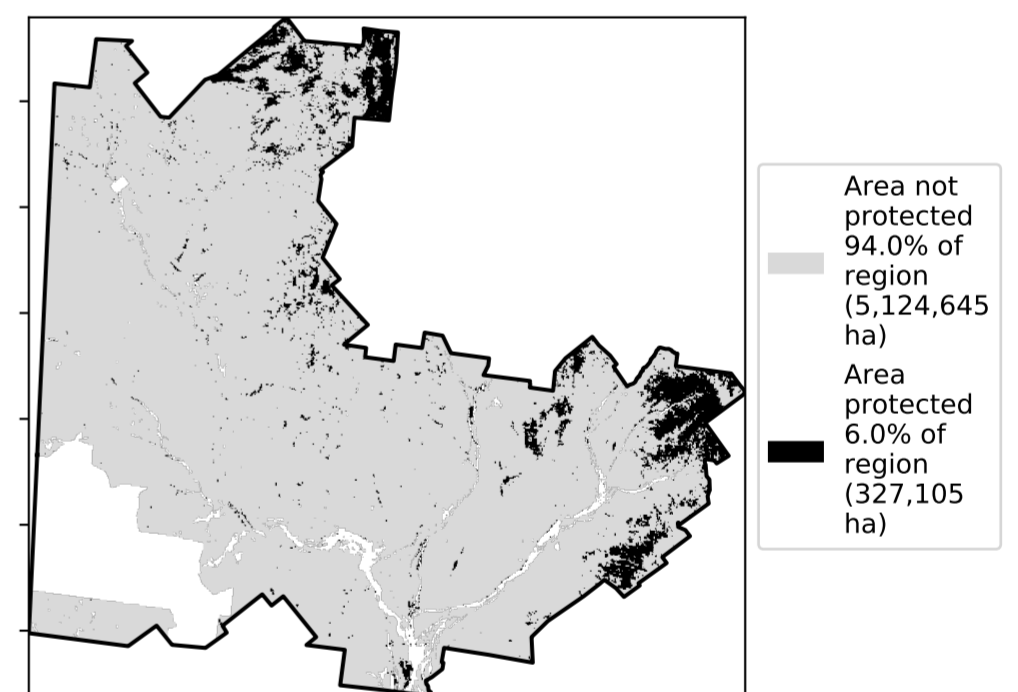 Area not
protected
94.0% of
region
(5,124,645
ha)
Area
protected
6.0% of
region
(327,105
ha)